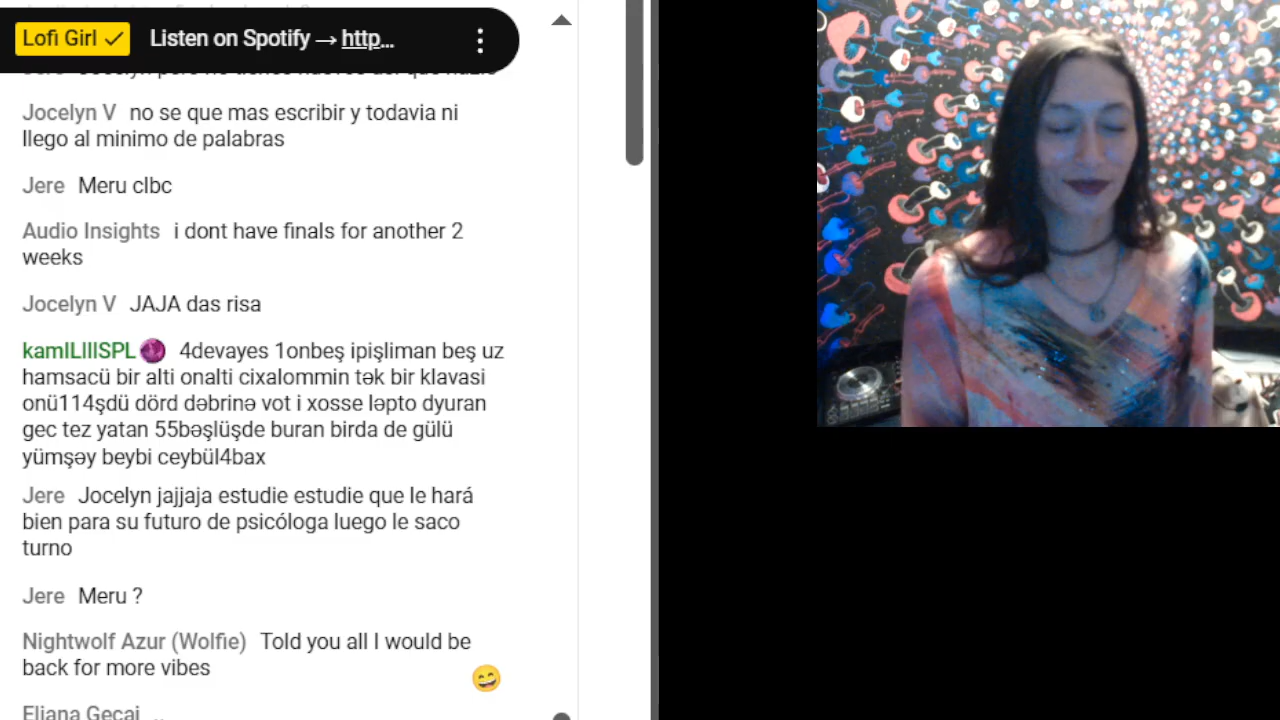 Lofi Girl ✓ Listen on Spotify → http...
Jocelyn V no se que mas escribir y todavia ni
llego al minimo de palabras
Jere Meru clbc
Audio Insights i dont have finals for another 2
weeks
Jocelyn V JAJA das risa
kamILIIISPL 4devayes 1onbeş ipişliman beş uz
hamsacü bir alti onalti cixalommin tək bir klavasi
onü114şdü dörd dəbrinə vot i xosse ləpto dyuran
gec tez yatan 55bəşlüşde buran birda de gülü
yümşəy beybi ceybül4bax
Jere Jocelyn jajjaja estudie estudie que le hará
bien para su futuro de psicóloga luego le saco
turno
Jere Meru ?
Nightwolf Azur (Wolfie) Told you all I would be
back for more vibes
Eliana Gecaj